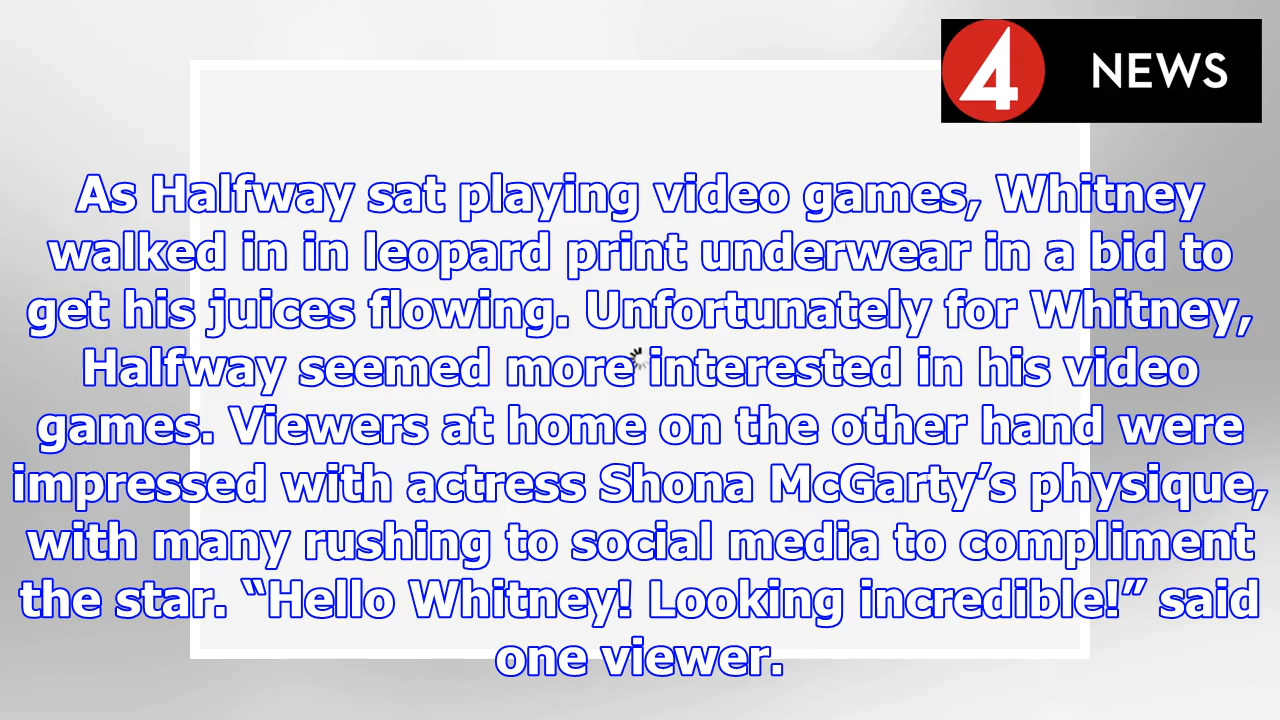 4 NEWS
As Halfway sat playing video games, Whitney
walked in in leopard print underwear in a bid to
get his juices flowing. Unfortunately for Whitney,
Halfway seemed more interested in his video
games. Viewers at home on the other hand were
impressed with actress Shona McGarty’s physique,
with many rushing to social media to compliment
the star. “Hello Whitney! Looking incredible!” said
one viewer.